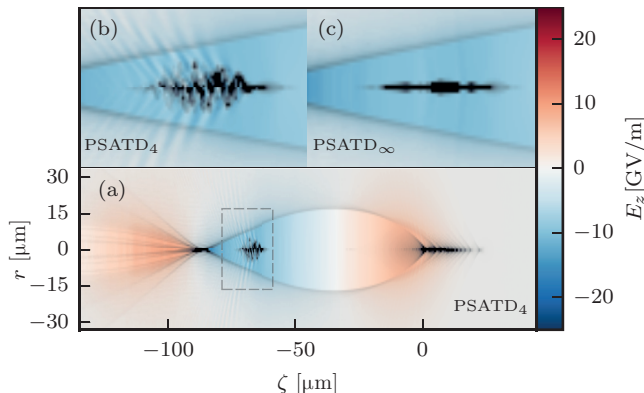 (b)
(c)
PSATD₄
PSATD∞
(a)
PSATD₄
30
15
0
−15
−30
r [µm]
−100
−50
0
ζ [µm]
20
10
0
−10
−20
E_z [GV/m]